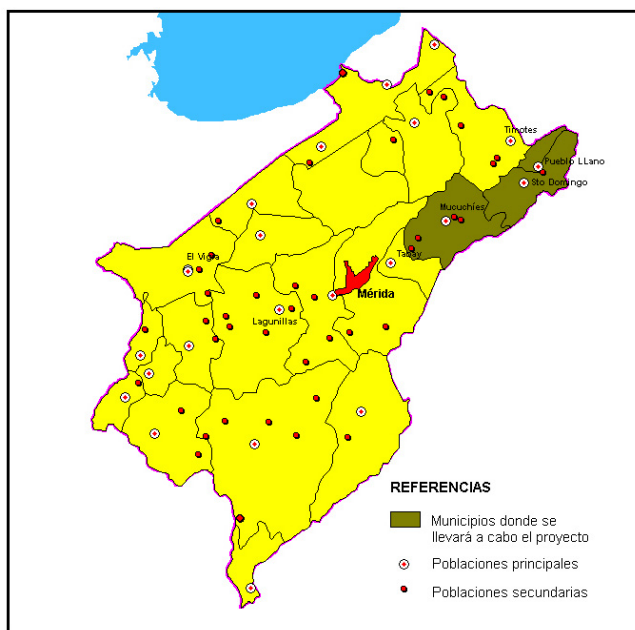 Timotes
Pueblo LLano
Sto Domingo
Mucuchíes
El Vigía
Tabay
Mérida
Lagunillas
REFERENCIAS
Municipios donde se
llevará a cabo el proyecto
Poblaciones principales
Poblaciones secundarias